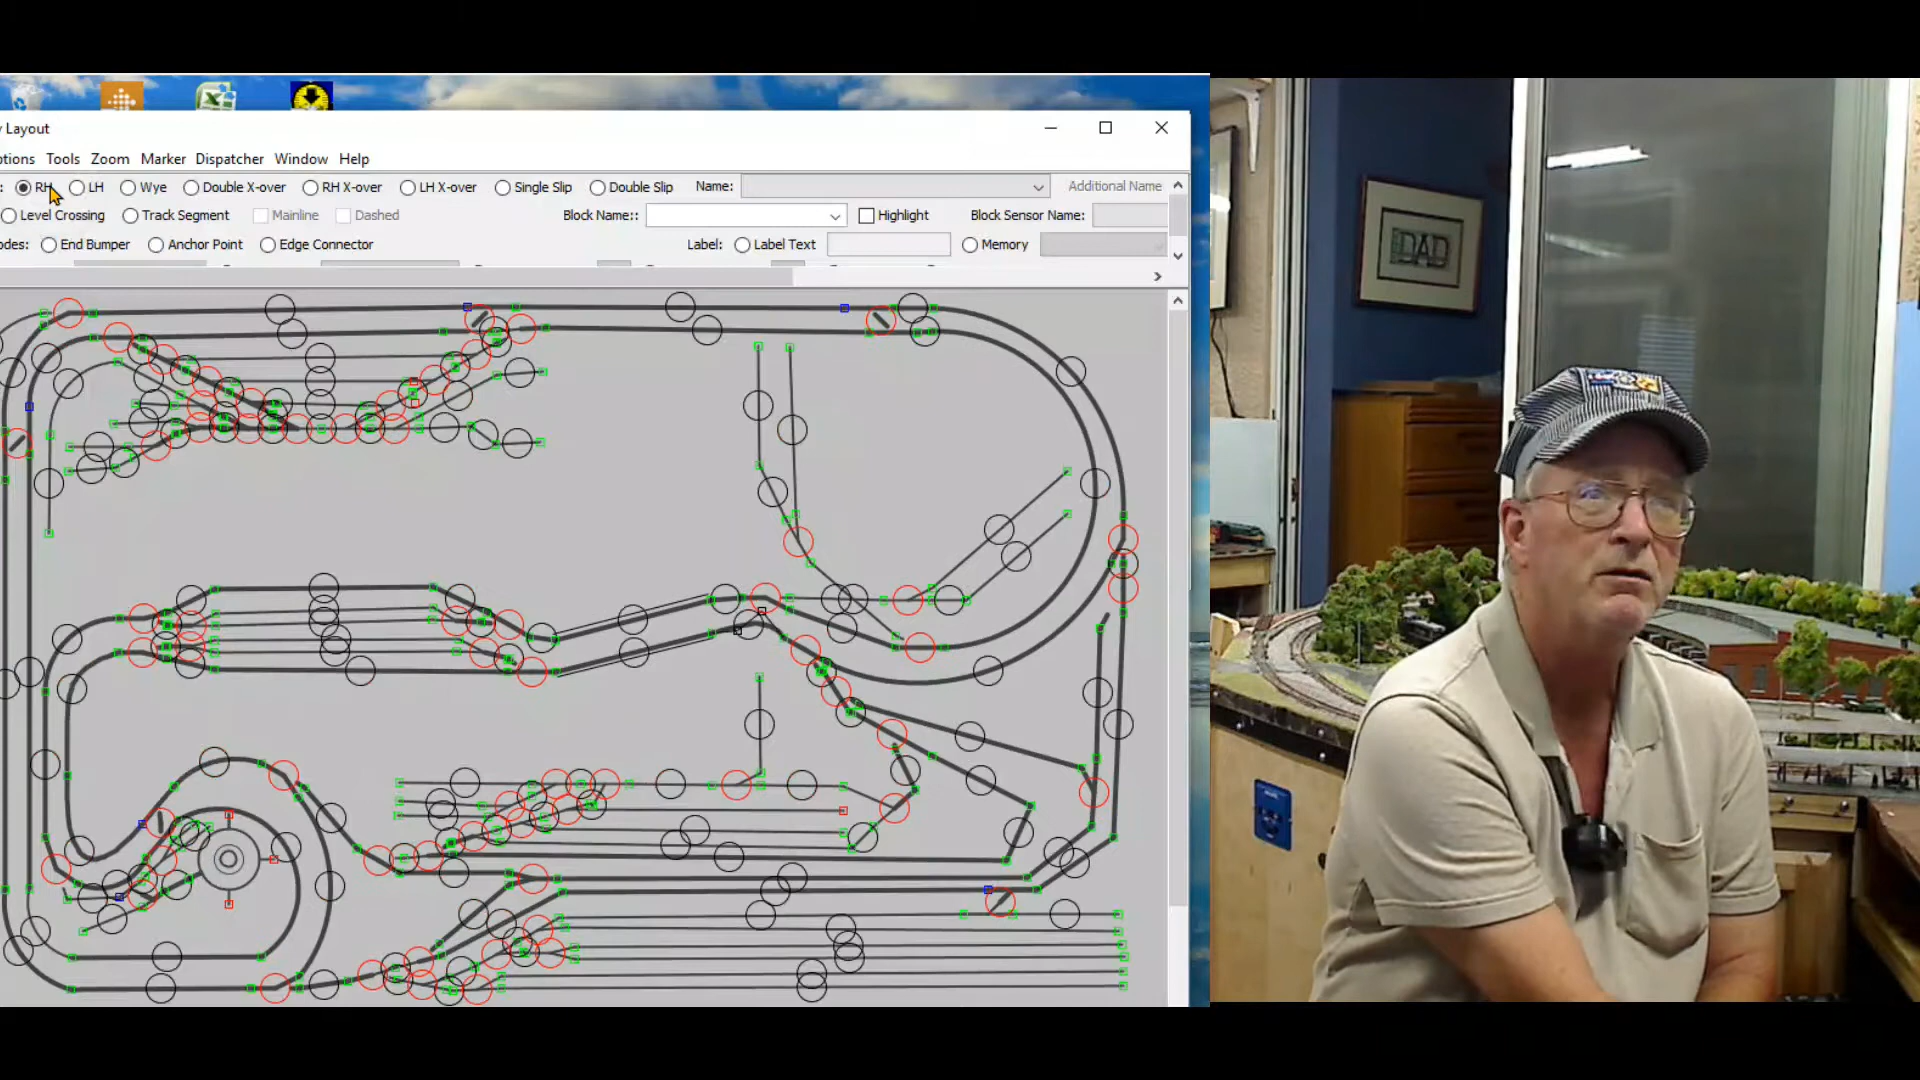 y Layout
ptions Tools Zoom Marker Dispatcher Window Help
: RH LH Wye Double X-over RH X-over LH X-over Single Slip Double Slip Name: Additional Name
Level Crossing Track Segment Mainline Dashed Block Name:: Highlight Block Sensor Name:
odes: End Bumper Anchor Point Edge Connector Label: Label Text Memory
DAD